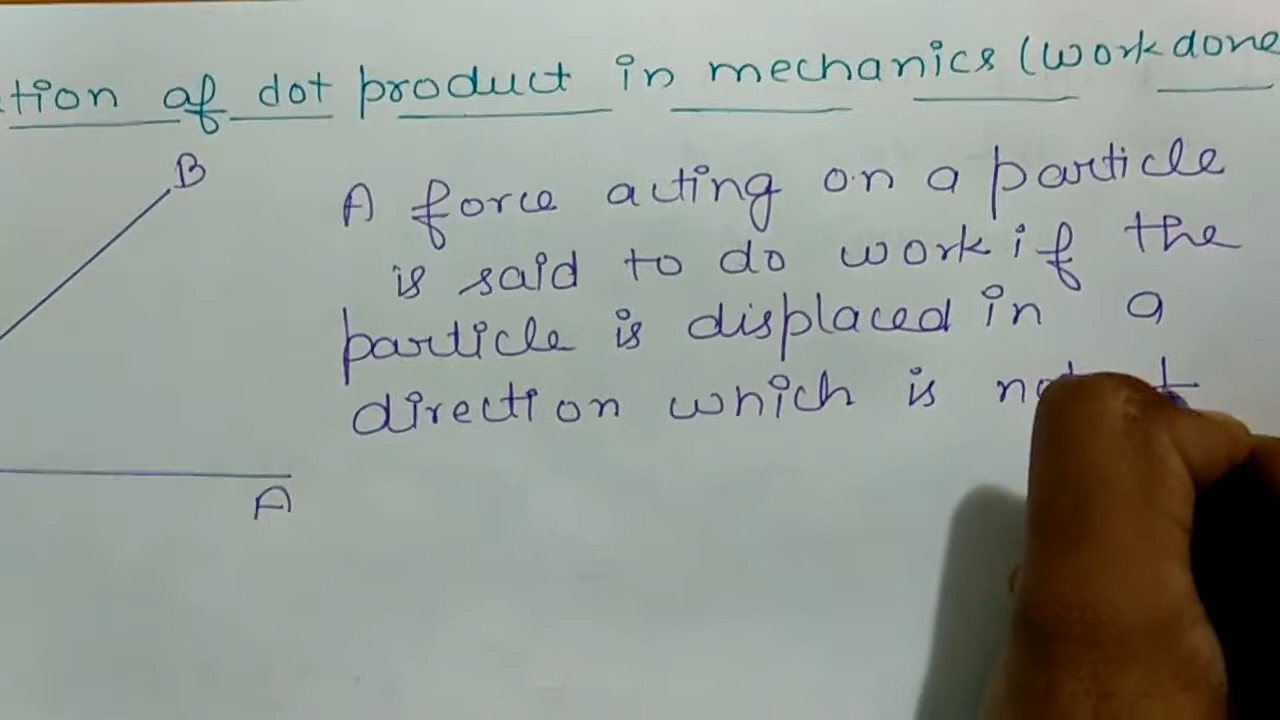 tion of dot product in mechanics (Work done
B
A force acting on a particle
is said to do work if the
particle is displaced in a
direction which is
A